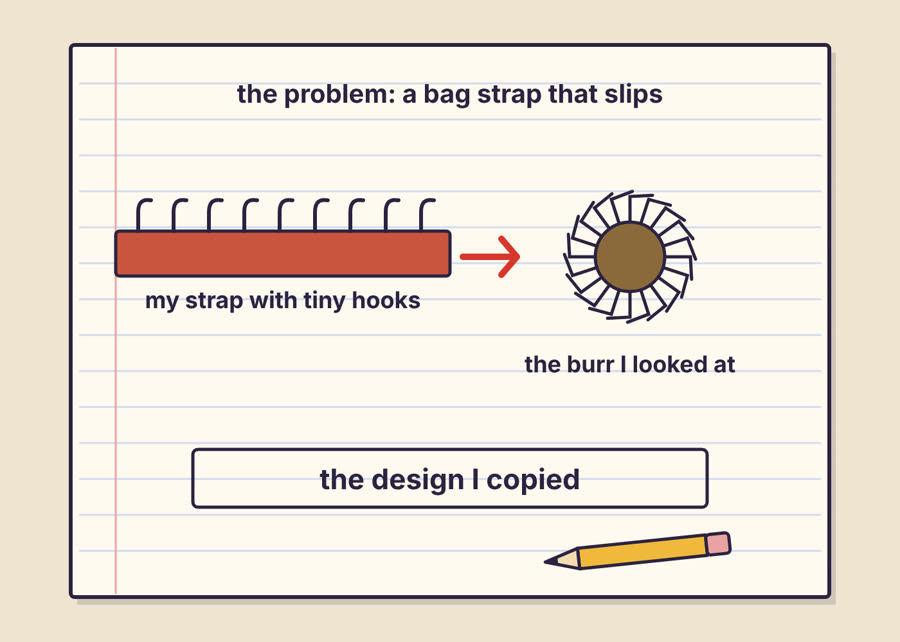 the problem: a bag strap that slips
my strap with tiny hooks
the burr I looked at
the design I copied